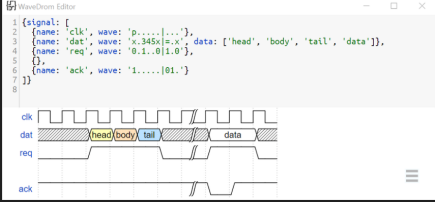 WaveDrom Editor
1 {signal: [
2 {name: 'clk', wave: 'p.....|...'},
3 {name: 'dat', wave: 'x.345x|=.x', data: ['head', 'body', 'tail', 'data']},
4 {name: 'req', wave: '0.1..0|1.0'},
5 {},
6 {name: 'ack', wave: '1.....|01.'}
7 ]}
8
clk
dat head body tail data
req
ack